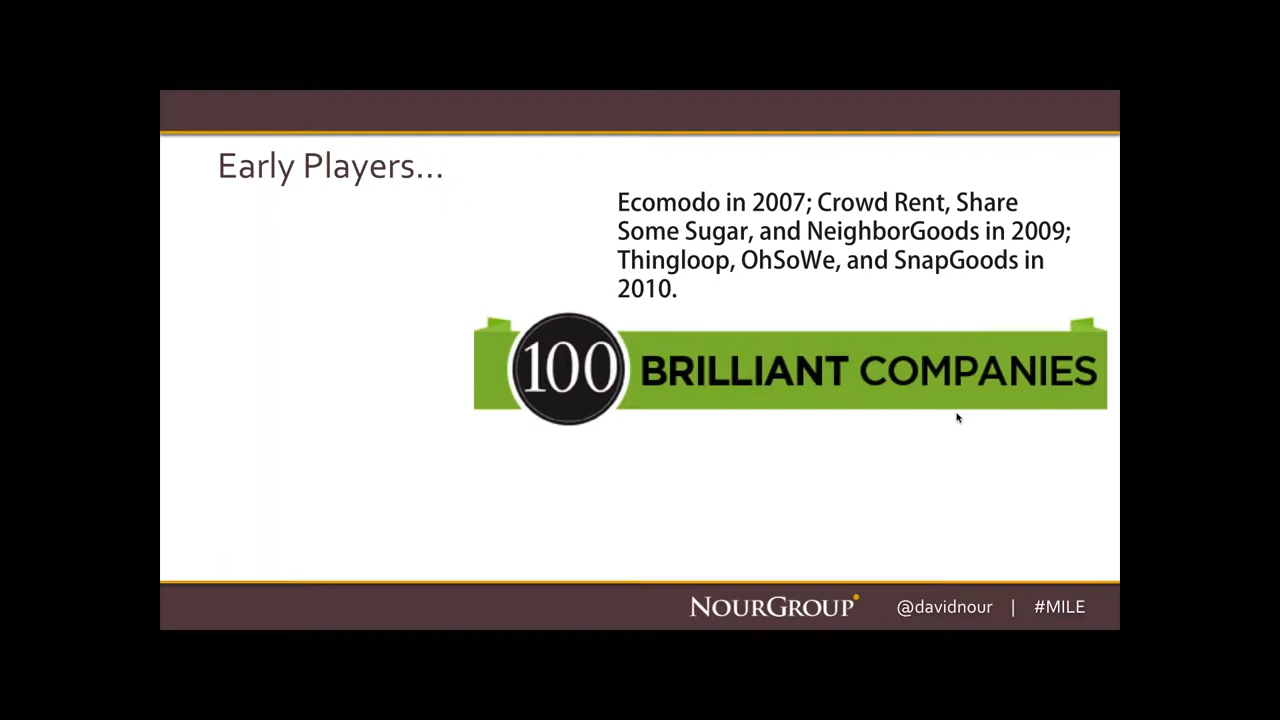 Early Players...
Ecomodo in 2007; Crowd Rent, Share
Some Sugar, and NeighborGoods in 2009;
Thingloop, OhSoWe, and SnapGoods in
2010.
100 BRILLIANT COMPANIES
NOURGROUP @davidnour | #MILE